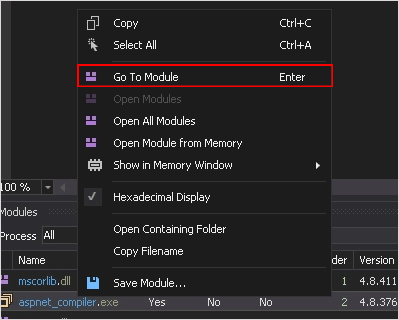 Copy Ctrl+C
Select All Ctrl+A
Go To Module Enter
Open Modules
Open All Modules
Open Module from Memory
Show in Memory Window
100 %
Hexadecimal Display
Modules
Open Containing Folder
Process All
Copy Filename
Name der Version
mscorlib.dll Save Module... 1 4.8.411
aspnet_compiler.exe Yes No No 2 4.8.376